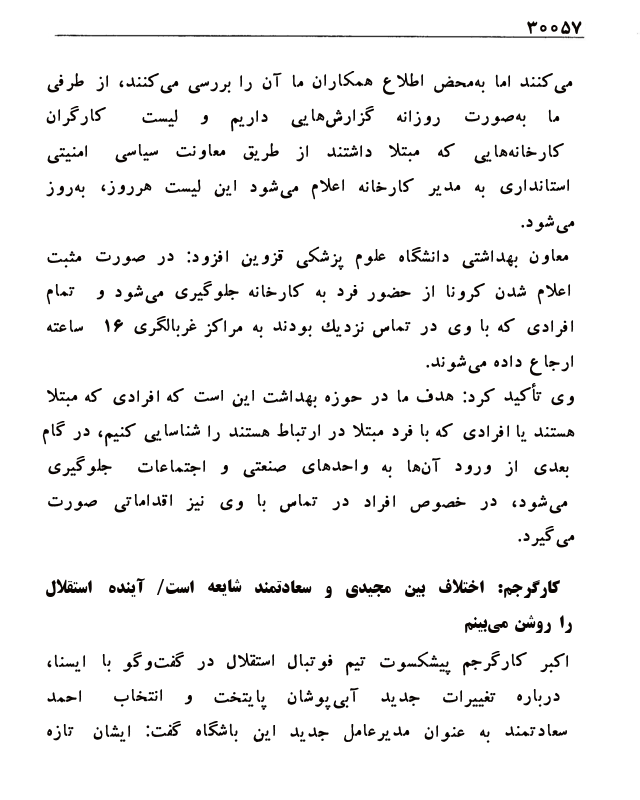 ۳۰۰۵۷
می‌کنند اما به‌محض اطلاع همکاران ما آن را بررسی می‌کنند، از طرفی
ما به‌صورت روزانه گزارش‌هایی داریم و لیست کارگران
کارخانه‌هایی که مبتلا داشتند از طریق معاونت سیاسی امنیتی
استانداری به مدیر کارخانه اعلام می‌شود این لیست هرروز، به‌روز
می‌شود.
معاون بهداشتی دانشگاه علوم پزشکی قزوین افزود: در صورت مثبت
اعلام شدن کرونا از حضور فرد به کارخانه جلوگیری می‌شود و تمام
افرادی که با وی در تماس نزدیك بودند به مراکز غربالگری ۱۶ ساعته
ارجاع داده می‌شوند.
وی تأکید کرد: هدف ما در حوزه بهداشت این است که افرادی که مبتلا
هستند یا افرادی که با فرد مبتلا در ارتباط هستند را شناسایی کنیم، در گام
بعدی از ورود آن‌ها به واحدهای صنعتی و اجتماعات جلوگیری
می‌شود، در خصوص افراد در تماس با وی نیز اقداماتی صورت
می‌گیرد.
کارگرجم: اختلاف بین مجیدی و سعادتمند شایعه است/ آینده استقلال
را روشن می‌بینم
اکبر کارگرجم پیشکسوت تیم فوتبال استقلال در گفت‌وگو با ایسنا،
درباره تغییرات جدید آبی‌پوشان پایتخت و انتخاب احمد
سعادتمند به عنوان مدیرعامل جدید این باشگاه گفت: ایشان تازه